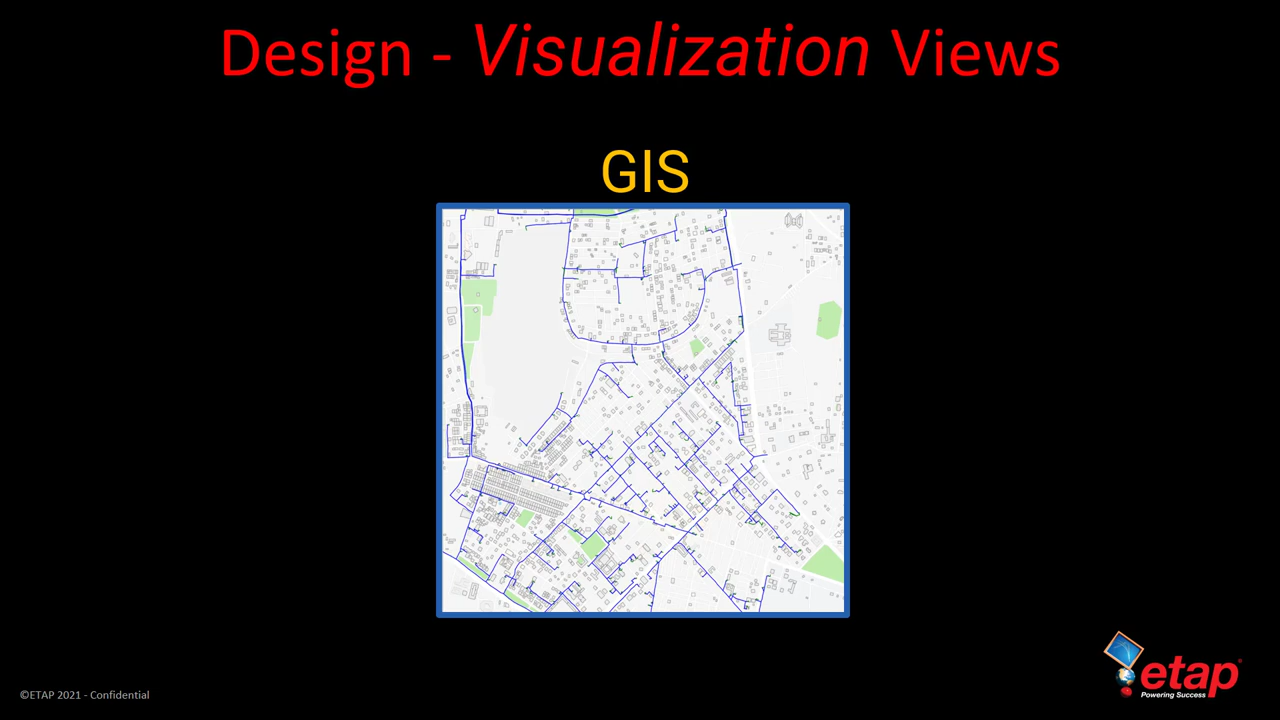 Design - Visualization Views
GIS
©ETAP 2021 - Confidential
etap®
Powering Success